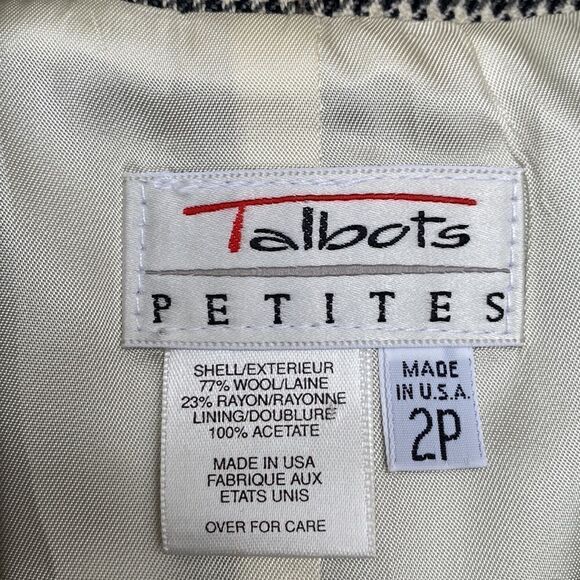 Talbots
PETITES
SHELL/EXTERIEUR
77% WOOL/LAINE
23% RAYON/RAYONNE
LINING/DOUBLURE
100% ACETATE
MADE IN USA
FABRIQUE AUX
ETATS UNIS
OVER FOR CARE
MADE
IN U.S.A.
2P